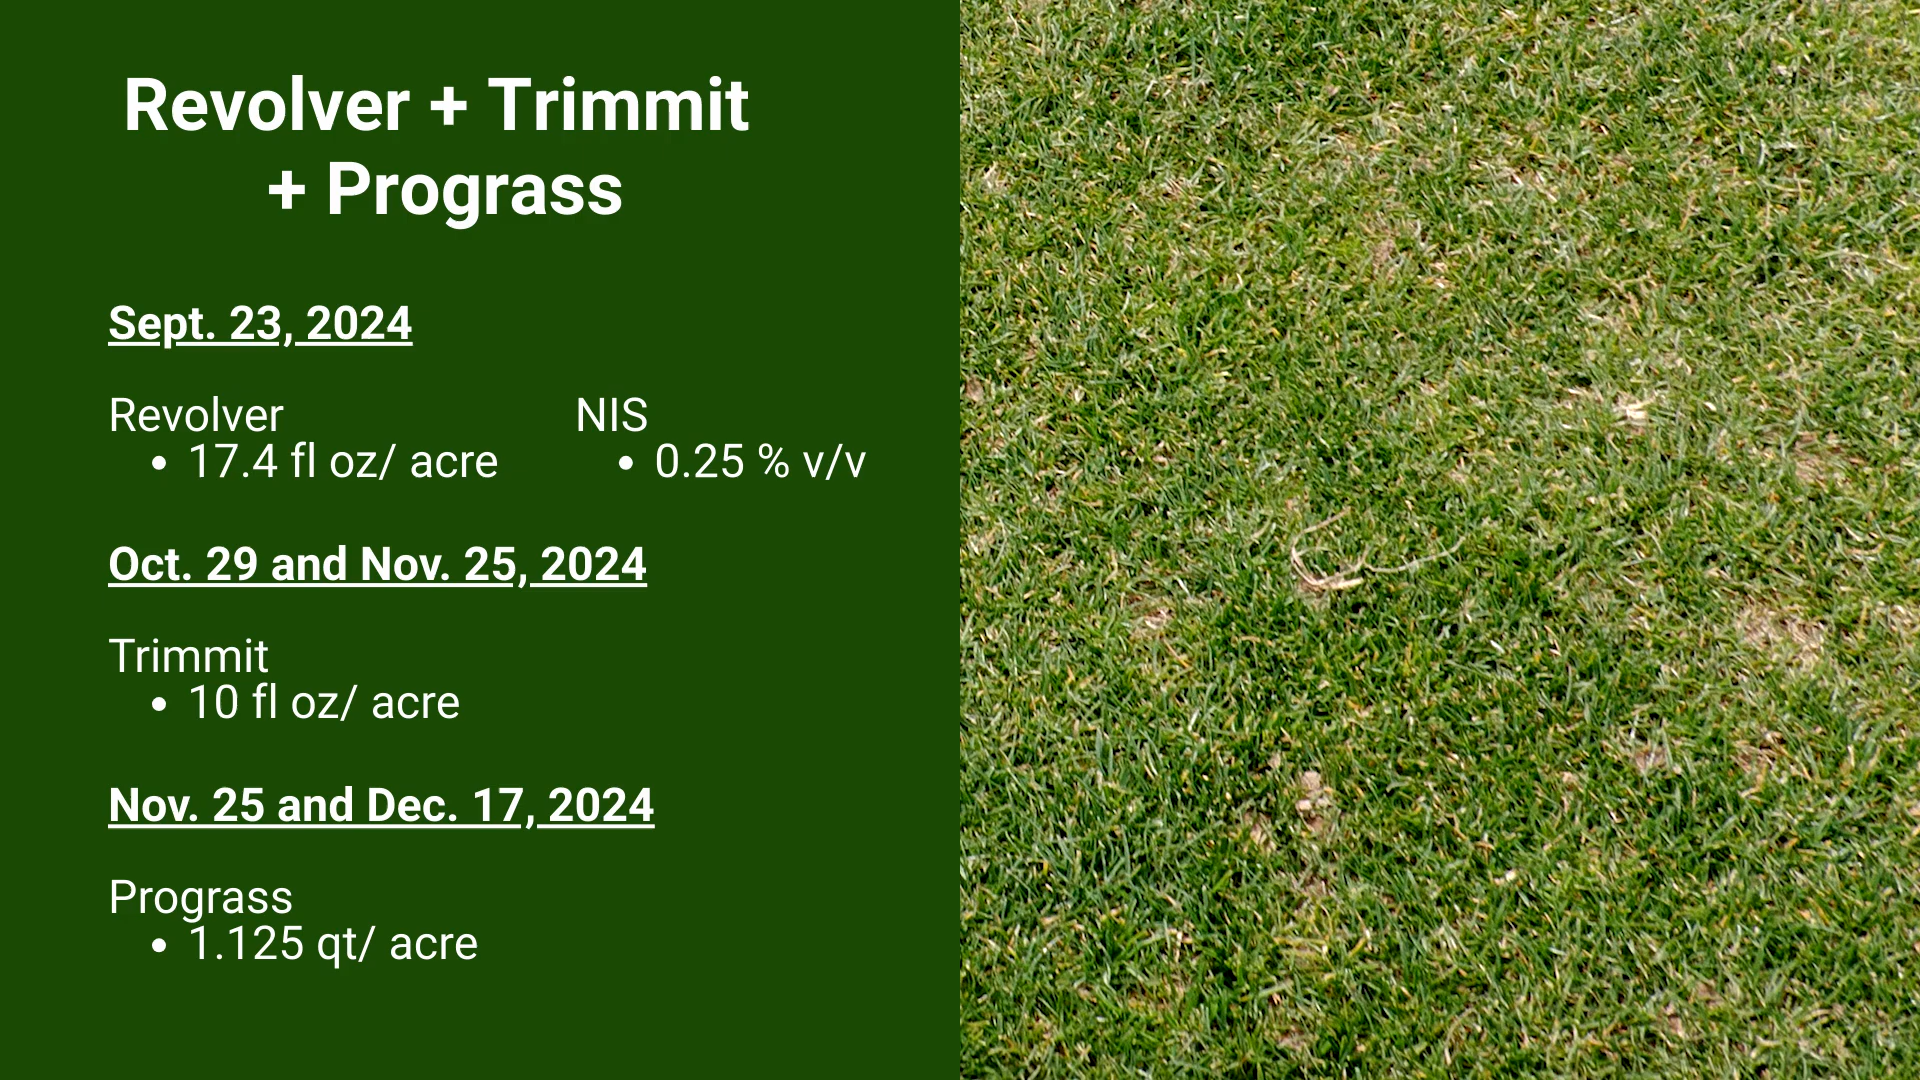 Revolver + Trimmit
+ Prograss
Sept. 23, 2024
Revolver
• 17.4 fl oz/ acre
NIS
• 0.25 % v/v
Oct. 29 and Nov. 25, 2024
Trimmit
• 10 fl oz/ acre
Nov. 25 and Dec. 17, 2024
Prograss
• 1.125 qt/ acre